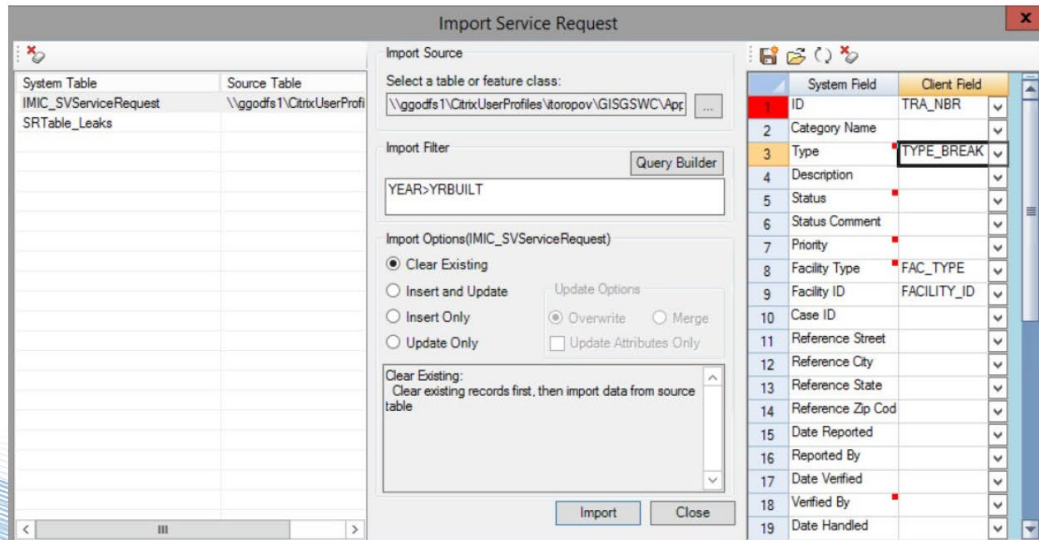 Import Service Request
x
System Table Source Table
IMIC_SVServiceRequest \\ggodfs1\CitrixUserProfi
SRTable_Leaks
Import Source
Select a table or feature class:
\\ggodfs1\CitrixUserProfiles\itoropov\GISGSWC\App ...
Import Filter
Query Builder
YEAR>YRBUILT
Import Options(IMIC_SVServiceRequest)
Clear Existing
Insert and Update
Insert Only
Update Only
Update Options
Overwrite Merge
Update Attributes Only
Clear Existing:
Clear existing records first, then import data from source
table
Import Close
System Field Client Field
1 ID TRA_NBR
2 Category Name
3 Type TYPE_BREAK
4 Description
5 Status
6 Status Comment
7 Priority
8 Facility Type FAC_TYPE
9 Facility ID FACILITY_ID
10 Case ID
11 Reference Street
12 Reference City
13 Reference State
14 Reference Zip Cod
15 Date Reported
16 Reported By
17 Date Verified
18 Verified By
19 Date Handled